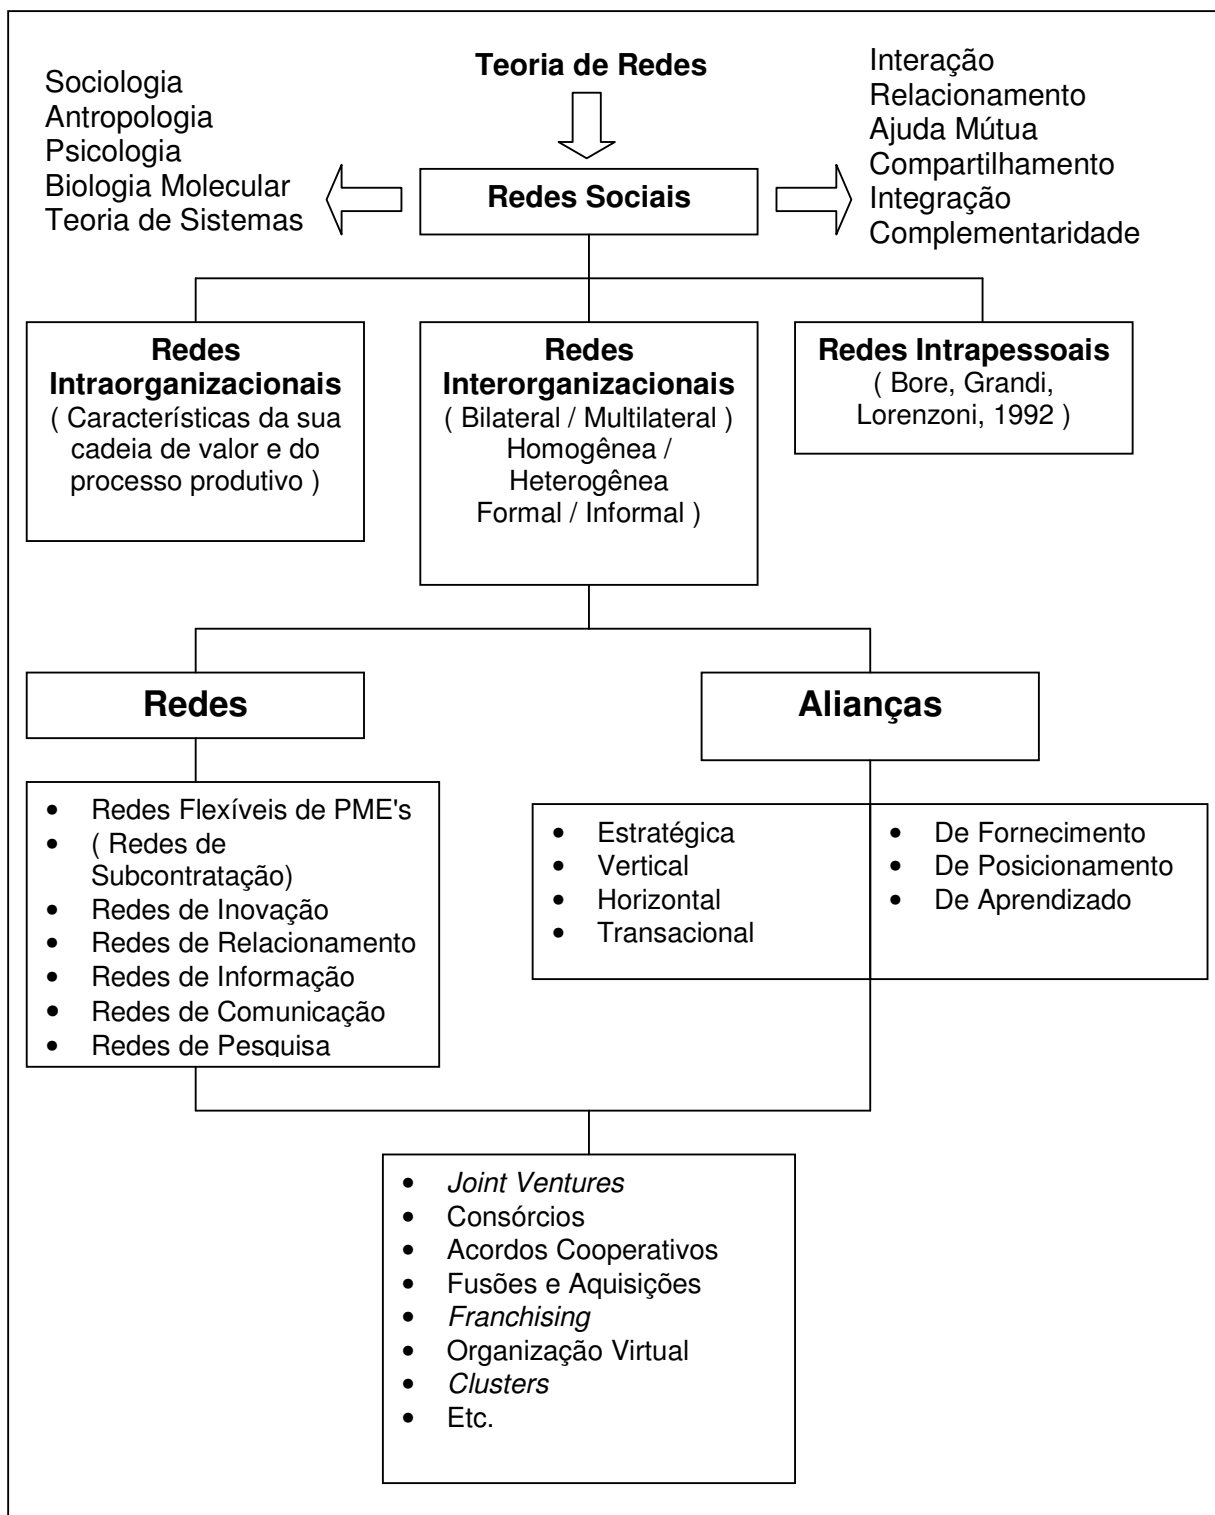 Teoria de Redes
Sociologia
Antropologia
Psicologia
Biologia Molecular
Teoria de Sistemas
Redes Sociais
Interação
Relacionamento
Ajuda Mútua
Compartilhamento
Integração
Complementaridade
Redes
Intraorganizacionais
( Características da sua
cadeia de valor e do
processo produtivo )
Redes
Interorganizacionais
( Bilateral / Multilateral )
Homogênea /
Heterogênea
Formal / Informal )
Redes Intrapessoais
( Bore, Grandi,
Lorenzoni, 1992 )
Redes
• Redes Flexíveis de PME's
• ( Redes de
Subcontratação)
• Redes de Inovação
• Redes de Relacionamento
• Redes de Informação
• Redes de Comunicação
• Redes de Pesquisa
Alianças
• Estratégica
• Vertical
• Horizontal
• Transacional
• De Fornecimento
• De Posicionamento
• De Aprendizado
• Joint Ventures
• Consórcios
• Acordos Cooperativos
• Fusões e Aquisições
• Franchising
• Organização Virtual
• Clusters
• Etc.